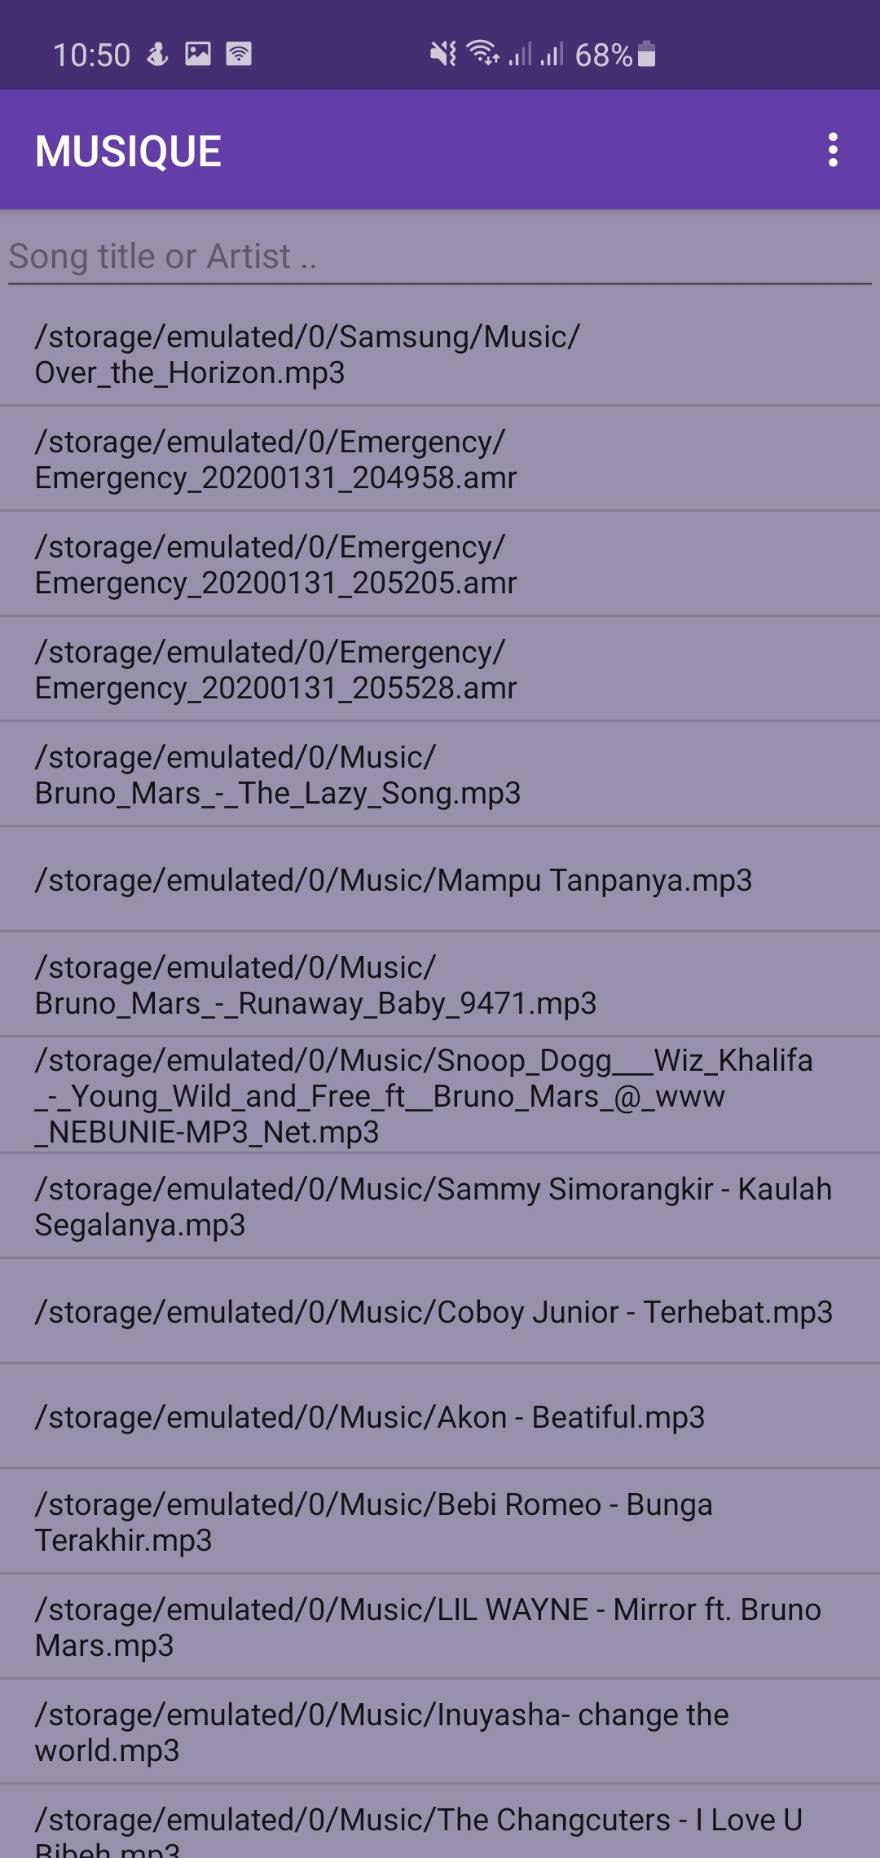 10:50
68%
MUSIQUE
Song title or Artist ..
/storage/emulated/0/Samsung/Music/
Over_the_Horizon.mp3
/storage/emulated/0/Emergency/
Emergency_20200131_204958.amr
/storage/emulated/0/Emergency/
Emergency_20200131_205205.amr
/storage/emulated/0/Emergency/
Emergency_20200131_205528.amr
/storage/emulated/0/Music/
Bruno_Mars_-_The_Lazy_Song.mp3
/storage/emulated/0/Music/Mampu Tanpanya.mp3
/storage/emulated/0/Music/
Bruno_Mars_-_Runaway_Baby_9471.mp3
/storage/emulated/0/Music/Snoop_Dogg___Wiz_Khalifa
_-_Young_Wild_and_Free_ft__Bruno_Mars_@_www
_NEBUNIE-MP3_Net.mp3
/storage/emulated/0/Music/Sammy Simorangkir - Kaulah
Segalanya.mp3
/storage/emulated/0/Music/Coboy Junior - Terhebat.mp3
/storage/emulated/0/Music/Akon - Beatiful.mp3
/storage/emulated/0/Music/Bebi Romeo - Bunga
Terakhir.mp3
/storage/emulated/0/Music/LIL WAYNE - Mirror ft. Bruno
Mars.mp3
/storage/emulated/0/Music/Inuyasha- change the
world.mp3
/storage/emulated/0/Music/The Changcuters - I Love U
Bibeh.mp3